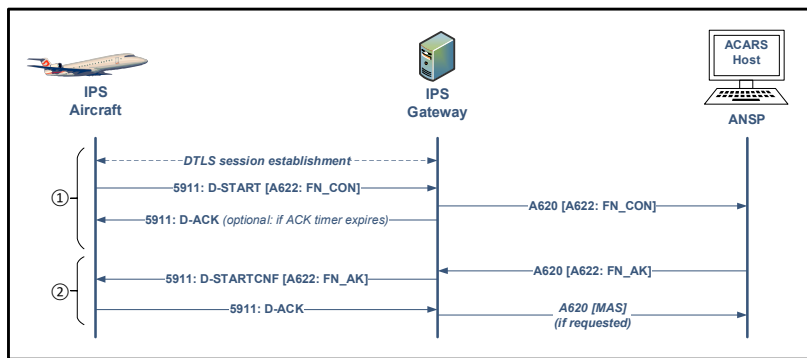 ACARS
Host
IPS
Aircraft
IPS
Gateway
ANSP
DTLS session establishment
①
5911: D-START [A622: FN_CON]
A620 [A622: FN_CON]
5911: D-ACK (optional: if ACK timer expires)
A620 [A622: FN_AK]
②
5911: D-STARTCNF [A622: FN_AK]
5911: D-ACK
A620 [MAS]
(if requested)